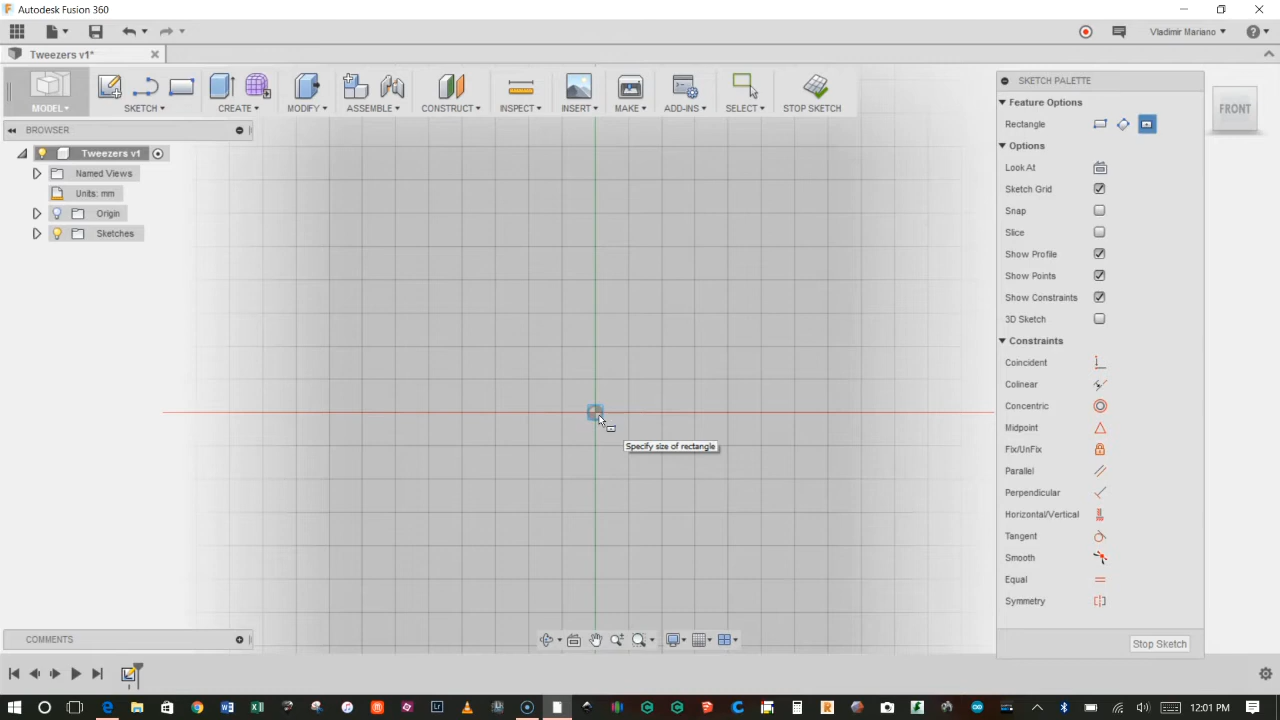 Autodesk Fusion 360
Vladimir Mariano
Tweezers v1*
MODEL
SKETCH
CREATE
MODIFY
ASSEMBLE
CONSTRUCT
INSPECT
INSERT
MAKE
ADD-INS
SELECT
STOP SKETCH
BROWSER
Tweezers v1
Named Views
Units: mm
Origin
Sketches
Specify size of rectangle
SKETCH PALETTE
Feature Options
Rectangle
Options
Look At
Sketch Grid
Snap
Slice
Show Profile
Show Points
Show Constraints
3D Sketch
Constraints
Coincident
Colinear
Concentric
Midpoint
Fix/UnFix
Parallel
Perpendicular
Horizontal/Vertical
Tangent
Smooth
Equal
Symmetry
Stop Sketch
FRONT
COMMENTS
12:01 PM